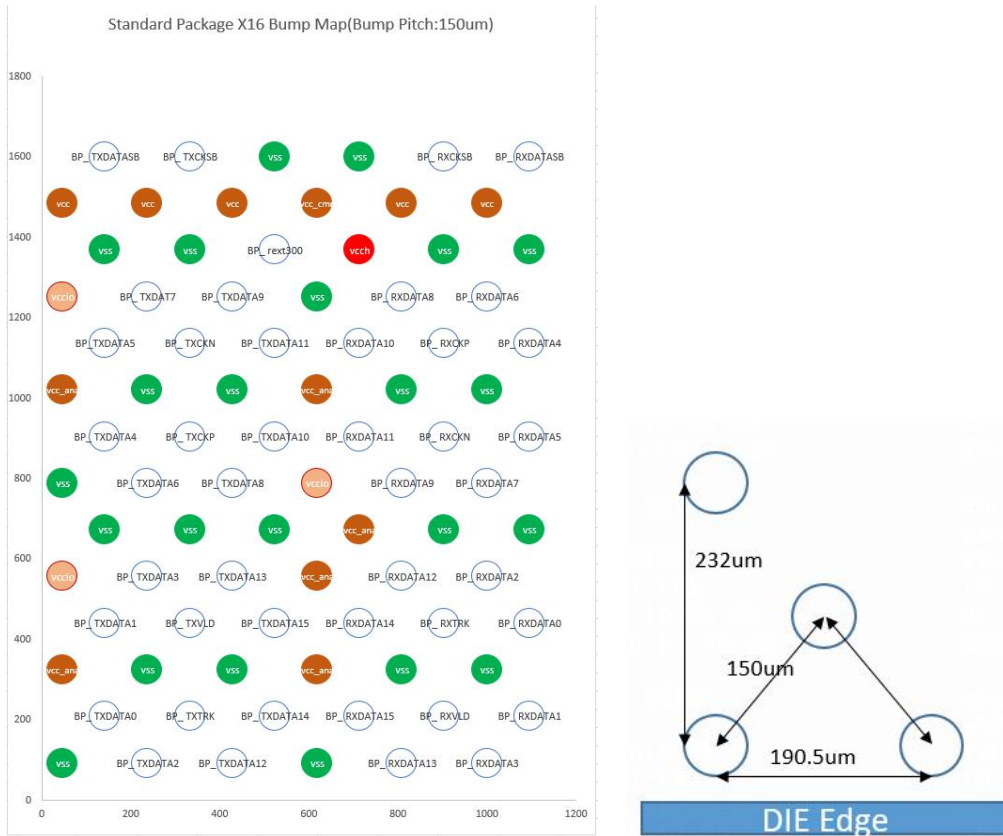 Standard Package X16 Bump Map(Bump Pitch:150um)
1800
1600
BP_TXDATASB BP_TXCKSB vss vss BP_RXCKSB BP_RXDATASB
vcc vcc vcc vcc_cmn vcc vcc
1400
vss vss BP_rext300 vcch vss vss
vccio BP_TXDAT7 BP_TXDATA9 vss BP_RXDATA8 BP_RXDATA6
1200
BP_TXDATA5 BP_TXCKN BP_TXDATA11 BP_RXDATA10 BP_RXCKP BP_RXDATA4
1000
vcc_ana vss vss vcc_ana vss vss
BP_TXDATA4 BP_TXCKP BP_TXDATA10 BP_RXDATA11 BP_RXCKN BP_RXDATA5
800
vss BP_TXDATA6 BP_TXDATA8 vccio BP_RXDATA9 BP_RXDATA7
vss vss vss vcc_ana vss vss
600
vccio BP_TXDATA3 BP_TXDATA13 vcc_ana BP_RXDATA12 BP_RXDATA2
BP_TXDATA1 BP_TXVLD BP_TXDATA15 BP_RXDATA14 BP_RXTRK BP_RXDATA0
400
vcc_ana vss vss vcc_ana vss vss
200
BP_TXDATA0 BP_TXTRK BP_TXDATA14 BP_RXDATA15 BP_RXVLD BP_RXDATA1
vss BP_TXDATA2 BP_TXDATA12 vss BP_RXDATA13 BP_RXDATA3
0
0 200 400 600 800 1000 1200
232um
150um
190.5um
DIE Edge